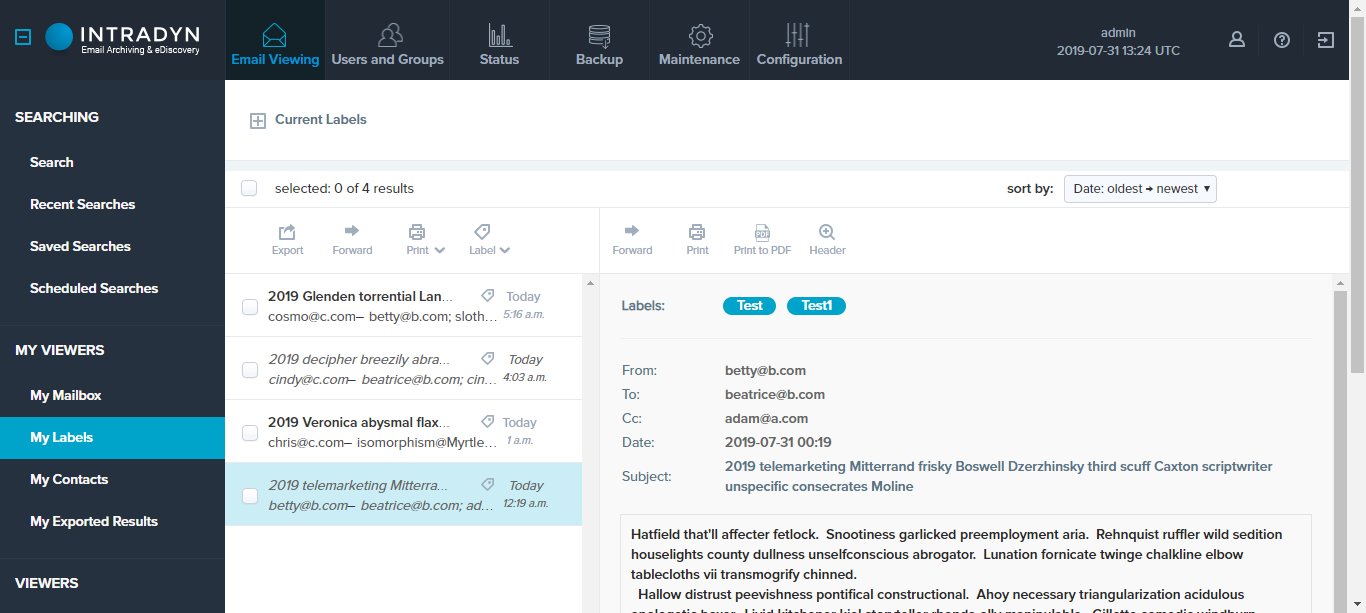 INTRADYN
Email Archiving & eDiscovery
Email Viewing
Users and Groups
Status
Backup
Maintenance
Configuration
admin
2019-07-31 13:24 UTC
SEARCHING
Search
Recent Searches
Saved Searches
Scheduled Searches
MY VIEWERS
My Mailbox
My Labels
My Contacts
My Exported Results
VIEWERS
Current Labels
selected: 0 of 4 results
sort by:
Date: oldest → newest
Export
Forward
Print
Label
2019 Glenden torrential Lan...
Today
cosmo@c.com– betty@b.com; sloth...
5:16 a.m.
2019 decipher breezily abra...
Today
cindy@c.com– beatrice@b.com; cin...
4:03 a.m.
2019 Veronica abysmal flax...
Today
chris@c.com– isomorphism@Myrtle...
1 a.m.
2019 telemarketing Mitterra...
Today
betty@b.com– beatrice@b.com; ad...
12:19 a.m.
Forward
Print
PDF
Print to PDF
Header
Labels:
Test
Test1
From:
betty@b.com
To:
beatrice@b.com
Cc:
adam@a.com
Date:
2019-07-31 00:19
Subject:
2019 telemarketing Mitterrand frisky Boswell Dzerzhinsky third scuff Caxton scriptwriter
unspecific consecrates Moline
Hatfield that'll affecter fetlock.  Snootiness garlicked preemployment aria.  Rehnquist ruffler wild sedition
houselights county dullness unselfconscious abrogator.  Lunation fornicate twinge chalkline elbow
tablecloths vii transmogrify chinned.
Hallow distrust peevishness pontifical constructional.  Ahoy necessary triangularization acidulous